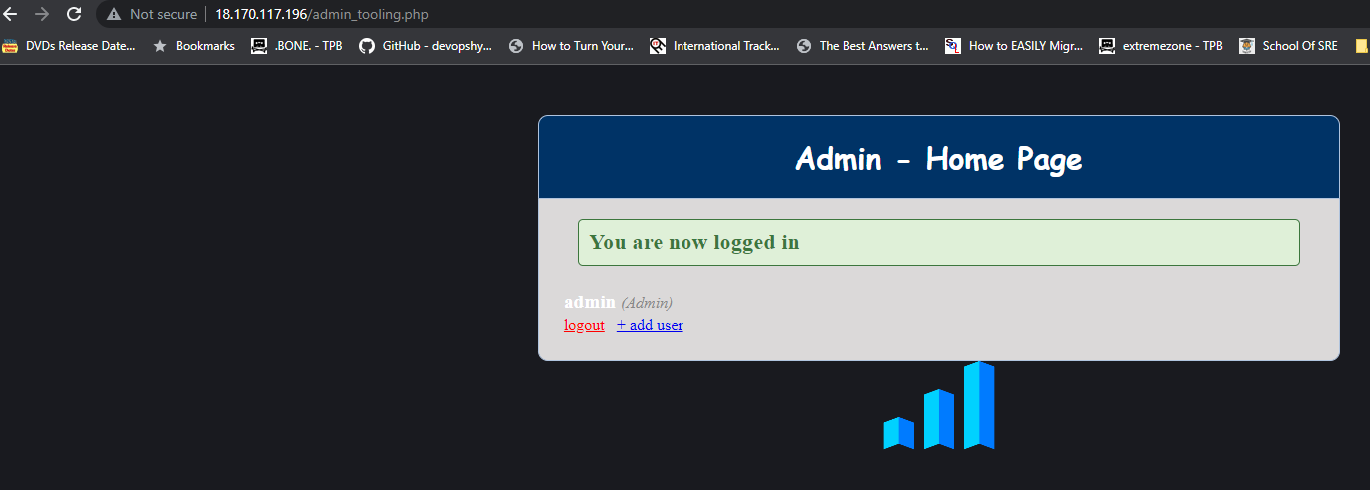 Not secure 18.170.117.196/admin_tooling.php
DVDs Release Date... Bookmarks .BONE. - TPB GitHub - devopshy... How to Turn Your... International Track... The Best Answers t... How to EASILY Migr... extremezone - TPB School Of SRE
Admin - Home Page
You are now logged in
admin (Admin)
logout + add user